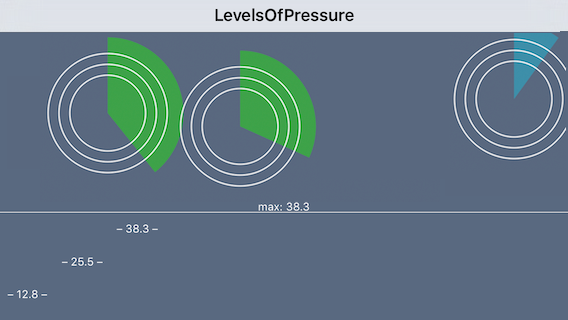 LevelsOfPressure
max: 38.3
– 38.3 –
– 25.5 –
– 12.8 –